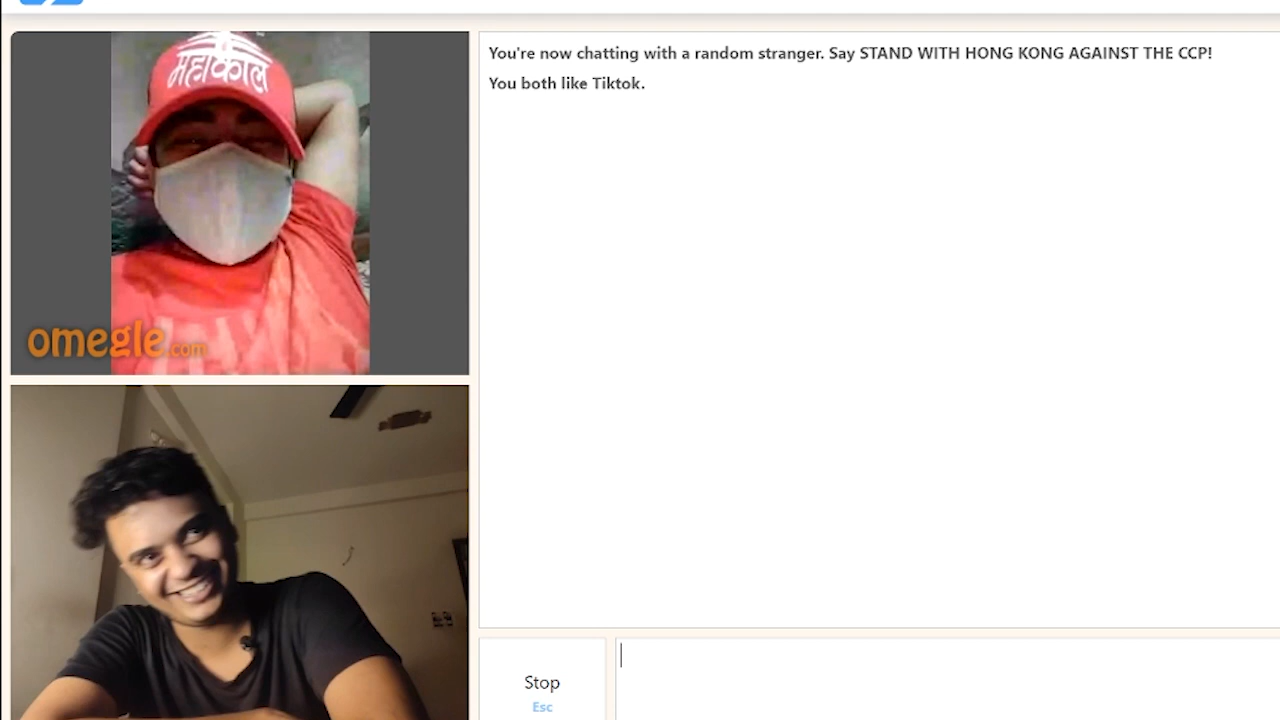 महाकाल
omegle.com
You're now chatting with a random stranger. Say STAND WITH HONG KONG AGAINST THE CCP!
You both like Tiktok.
Stop
Esc